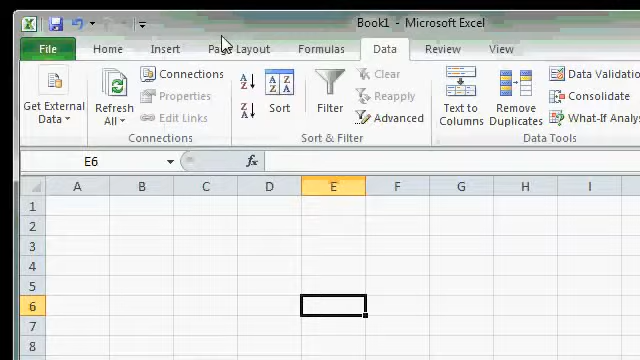 Book1 - Microsoft Excel
File Home Insert Page Layout Formulas Data Review View
Get External Data
Refresh All
Connections
Properties
Edit Links
Connections
A Z
Z A
Sort
Filter
Clear
Reapply
Advanced
Sort & Filter
Text to Columns
Remove Duplicates
Data Validatio
Consolidate
What-If Analys
Data Tools
E6 fx
A B C D E F G H I
1
2
3
4
5
6
7
8